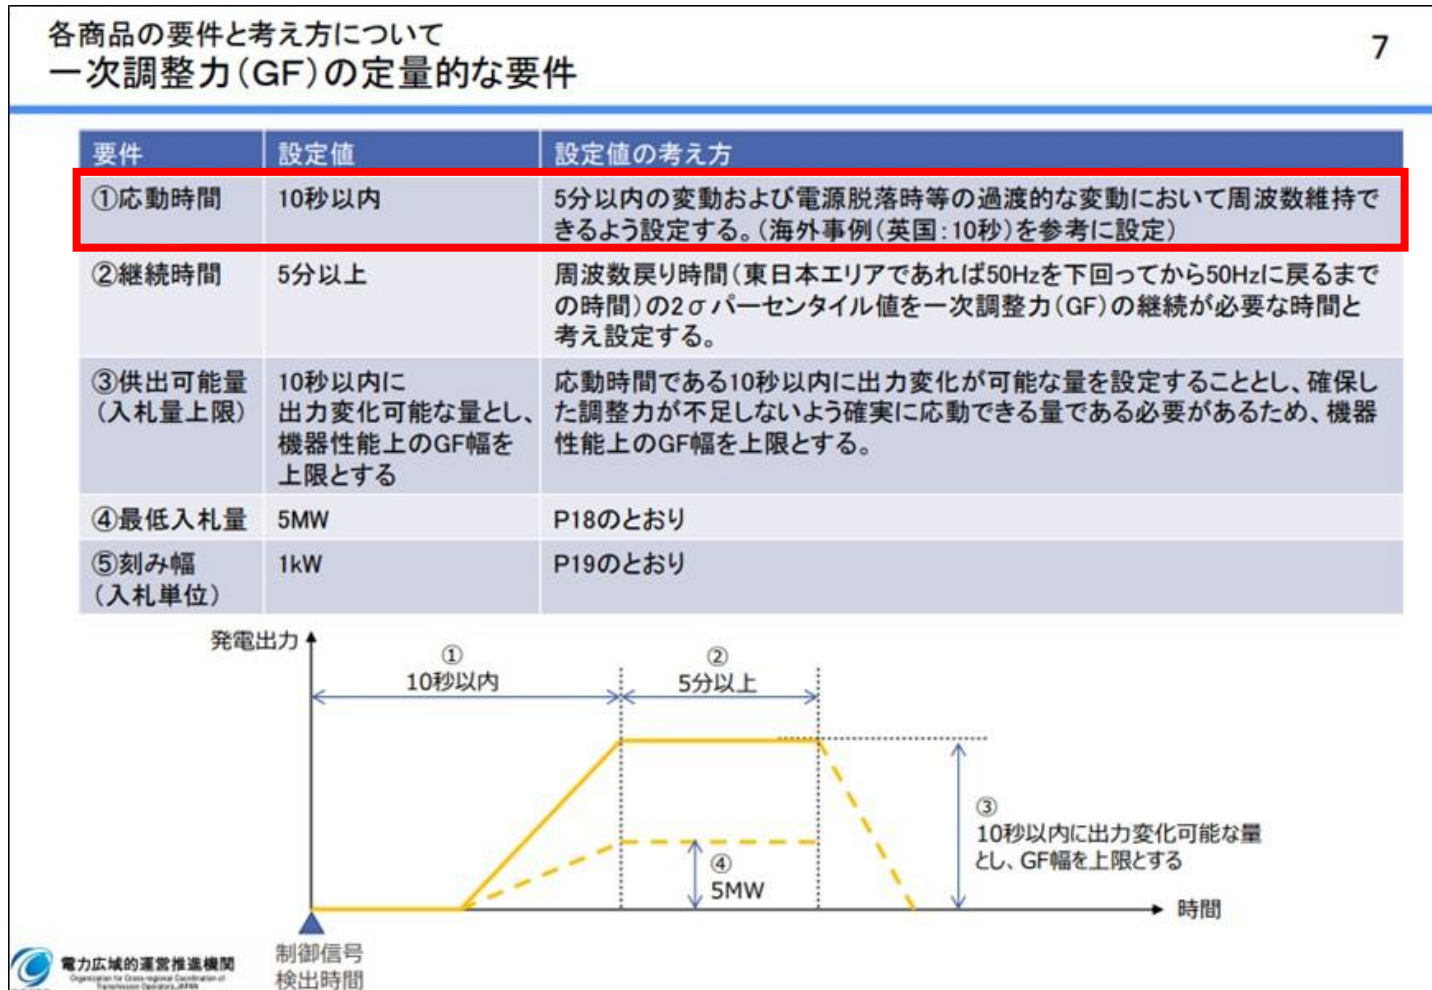 各商品の要件と考え方について
7
一次調整力(GF)の定量的な要件
要件 設定値 設定値の考え方
①応動時間 10秒以内 5分以内の変動および電源脱落時等の過渡的な変動において周波数維持で
きるよう設定する。(海外事例(英国:10秒)を参考に設定)
②継続時間 5分以上 周波数戻り時間(東日本エリアであれば50Hzを下回ってから50Hzに戻るまで
の時間)の2σパーセンタイル値を一次調整力(GF)の継続が必要な時間と
考え設定する。
③供出可能量 10秒以内に 応動時間である10秒以内に出力変化が可能な量を設定することとし、確保し
(入札量上限) 出力変化可能な量とし、 た調整力が不足しないよう確実に応動できる量である必要があるため、機器
機器性能上のGF幅を 性能上のGF幅を上限とする。
上限とする
④最低入札量 5MW P18のとおり
⑤刻み幅 1kW P19のとおり
(入札単位)
発電出力
① ②
10秒以内 5分以上
③
10秒以内に出力変化可能な量
とし、GF幅を上限とする
④
5MW
時間
制御信号
検出時間
電力広域的運営推進機関
Organization for Cross-regional Coordination of
Transmission Operators, JAPAN